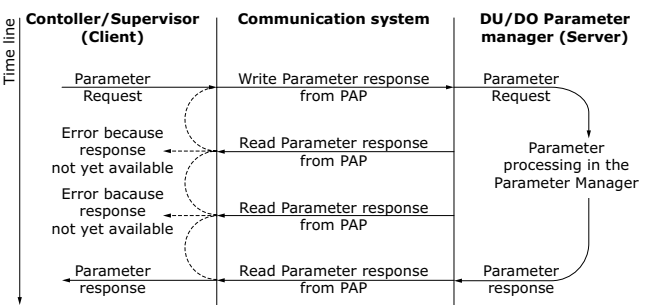 Contoller/Supervisor
(Client)
Communication system
DU/DO Parameter
manager (Server)
Time line
Parameter
Request
Write Parameter response
from PAP
Parameter
Request
Error because
response
not yet available
Read Parameter response
from PAP
Parameter
processing in the
Parameter Manager
Error bacause
response
not yet available
Read Parameter response
from PAP
Parameter
response
Read Parameter response
from PAP
Parameter
response